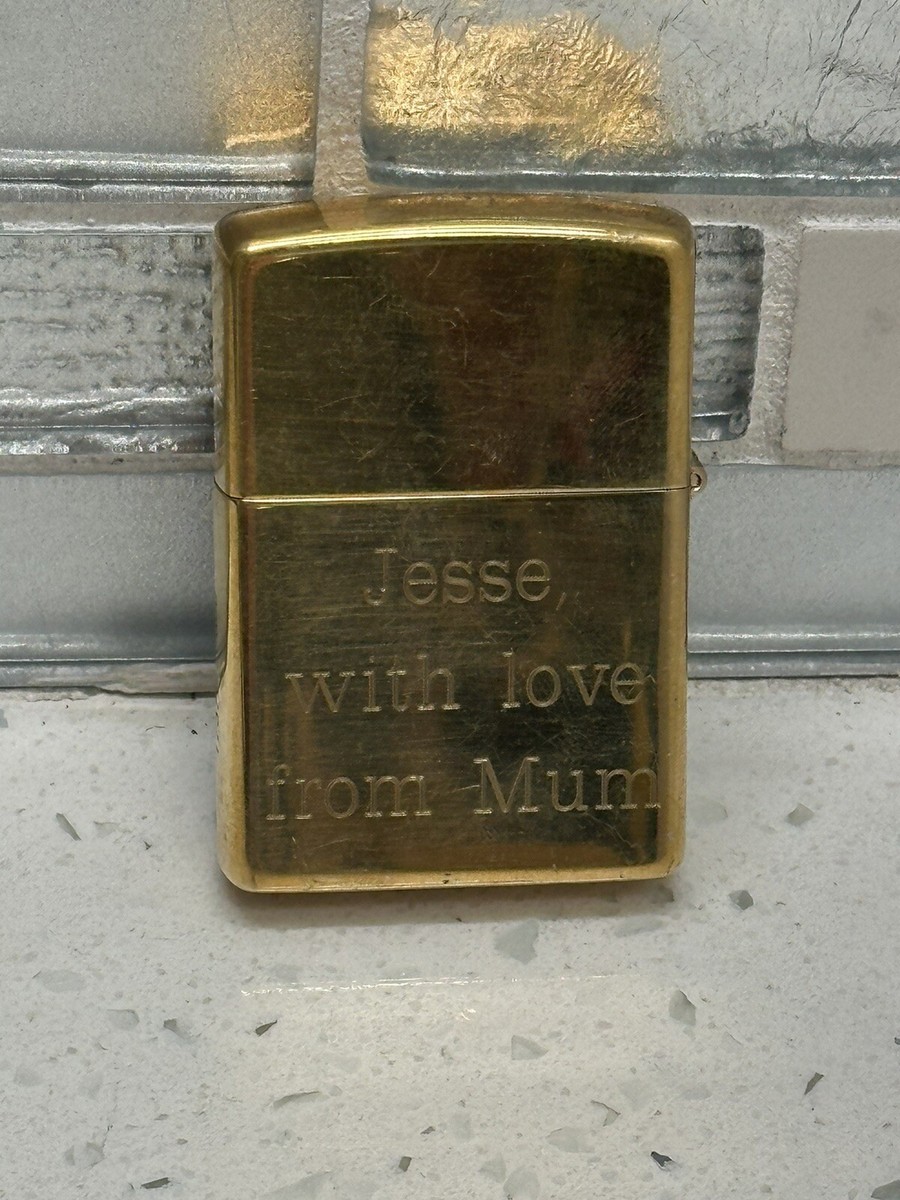 Jesse,
with love
from Mum